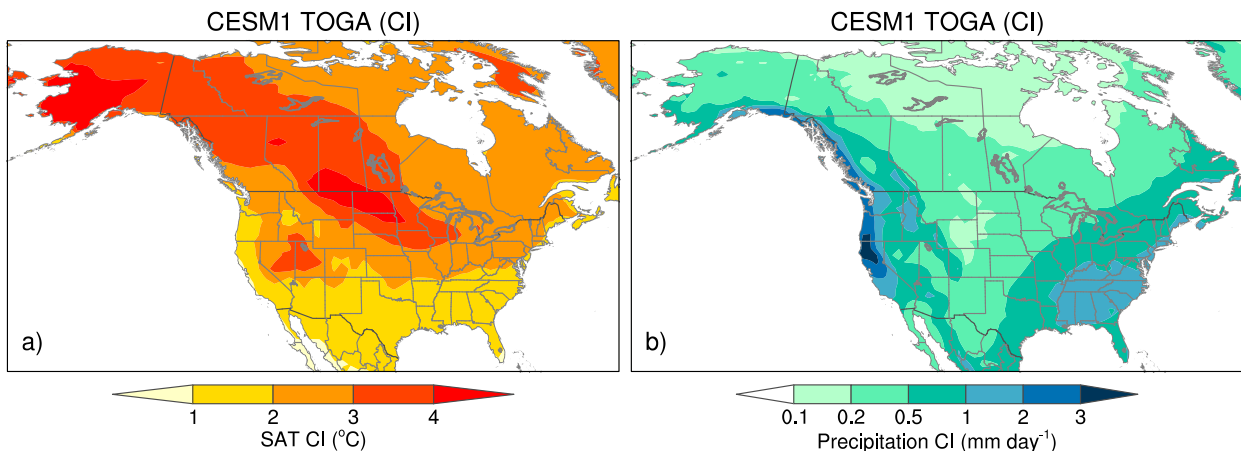 CESM1 TOGA (CI)
a)
1 2 3 4
SAT CI (°C)
CESM1 TOGA (CI)
b)
0.1 0.2 0.5 1 2 3
Precipitation CI (mm day⁻¹)